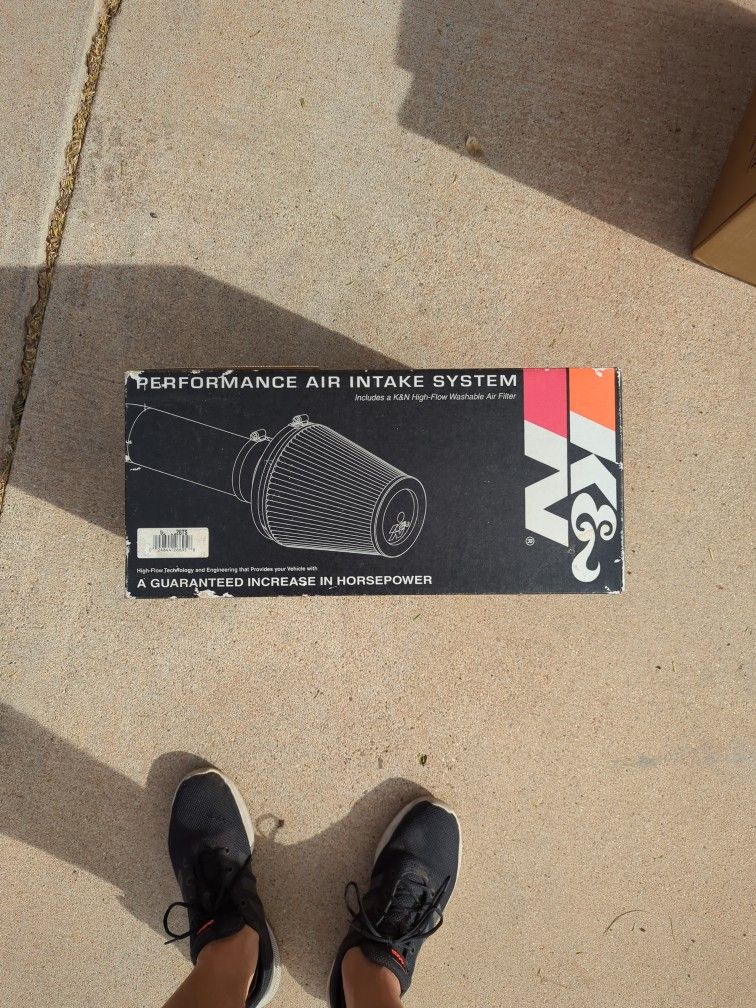 PERFORMANCE AIR INTAKE SYSTEM
Includes a K&N High-Flow Washable Air Filter
K&N®
High-Flow Technology and Engineering that Provides your Vehicle with
A GUARANTEED INCREASE IN HORSEPOWER